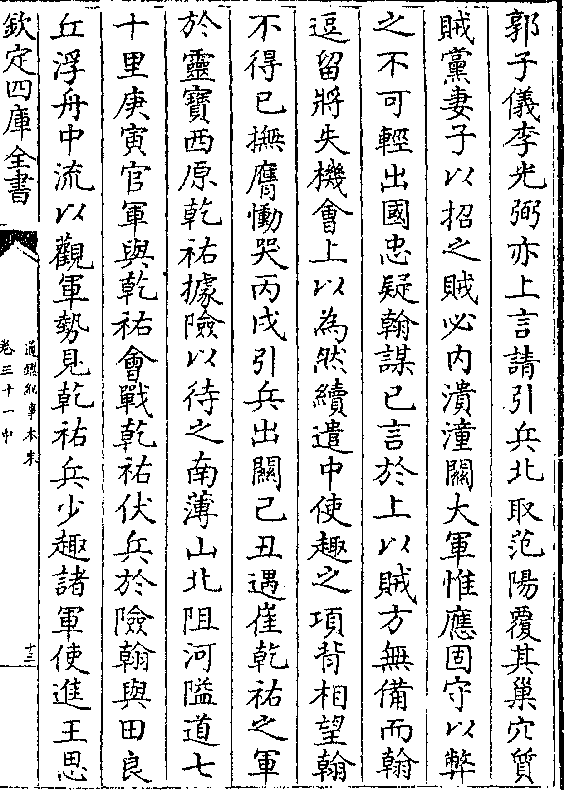 郭子儀李光弼亦上言請引兵北取范陽覆其巢穴質
賊黨妻子以招之賊必内潰潼關大軍惟應固守以弊
之不可輕出國忠疑翰謀已言於上以賊方無備而翰
逗留將失機會上以為然續遣中使趣之項背相望翰
不得已撫膺慟哭丙戌引兵出關己丑遇崔乾祐之軍
於靈寶西原乾祐據險以待之南薄山北阻河隘道七
十里庚寅官軍與乾祐會戰乾祐伏兵於險翰與田良
丘浮舟中流以觀軍勢見乾祐兵少趣諸軍使進王思
欽定四庫全書
通鑑紀事本末
卷三十一中
十三